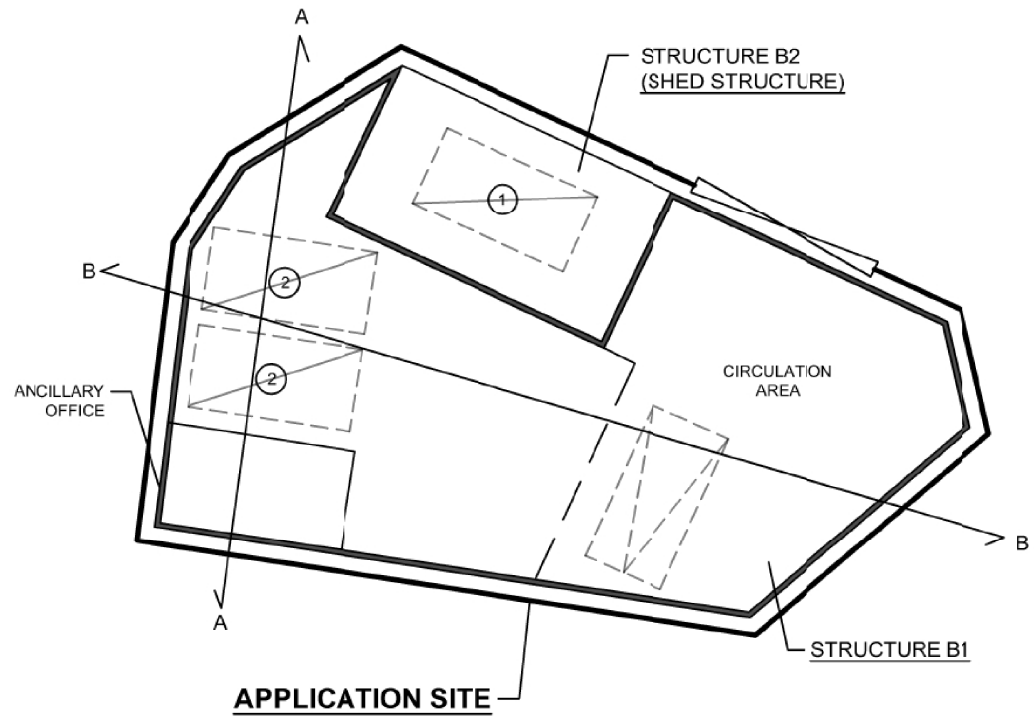 A
STRUCTURE B2
(SHED STRUCTURE)
1
2
B
2
CIRCULATION
AREA
ANCILLARY
OFFICE
B
A
STRUCTURE B1
APPLICATION SITE